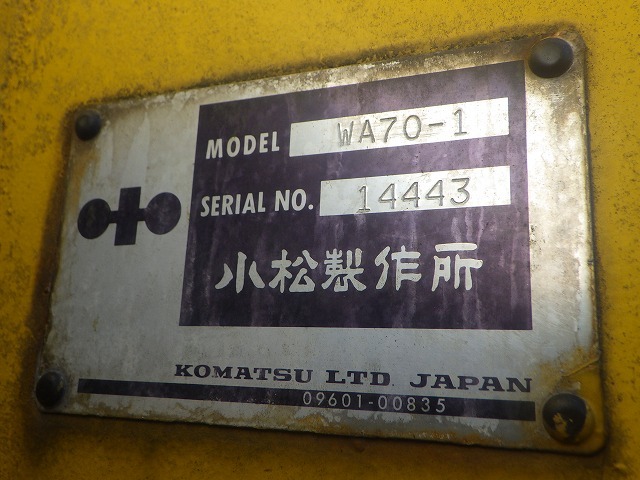 MODEL WA70-1
SERIAL NO. 14443
小松製作所
KOMATSU LTD. JAPAN
09601-00835